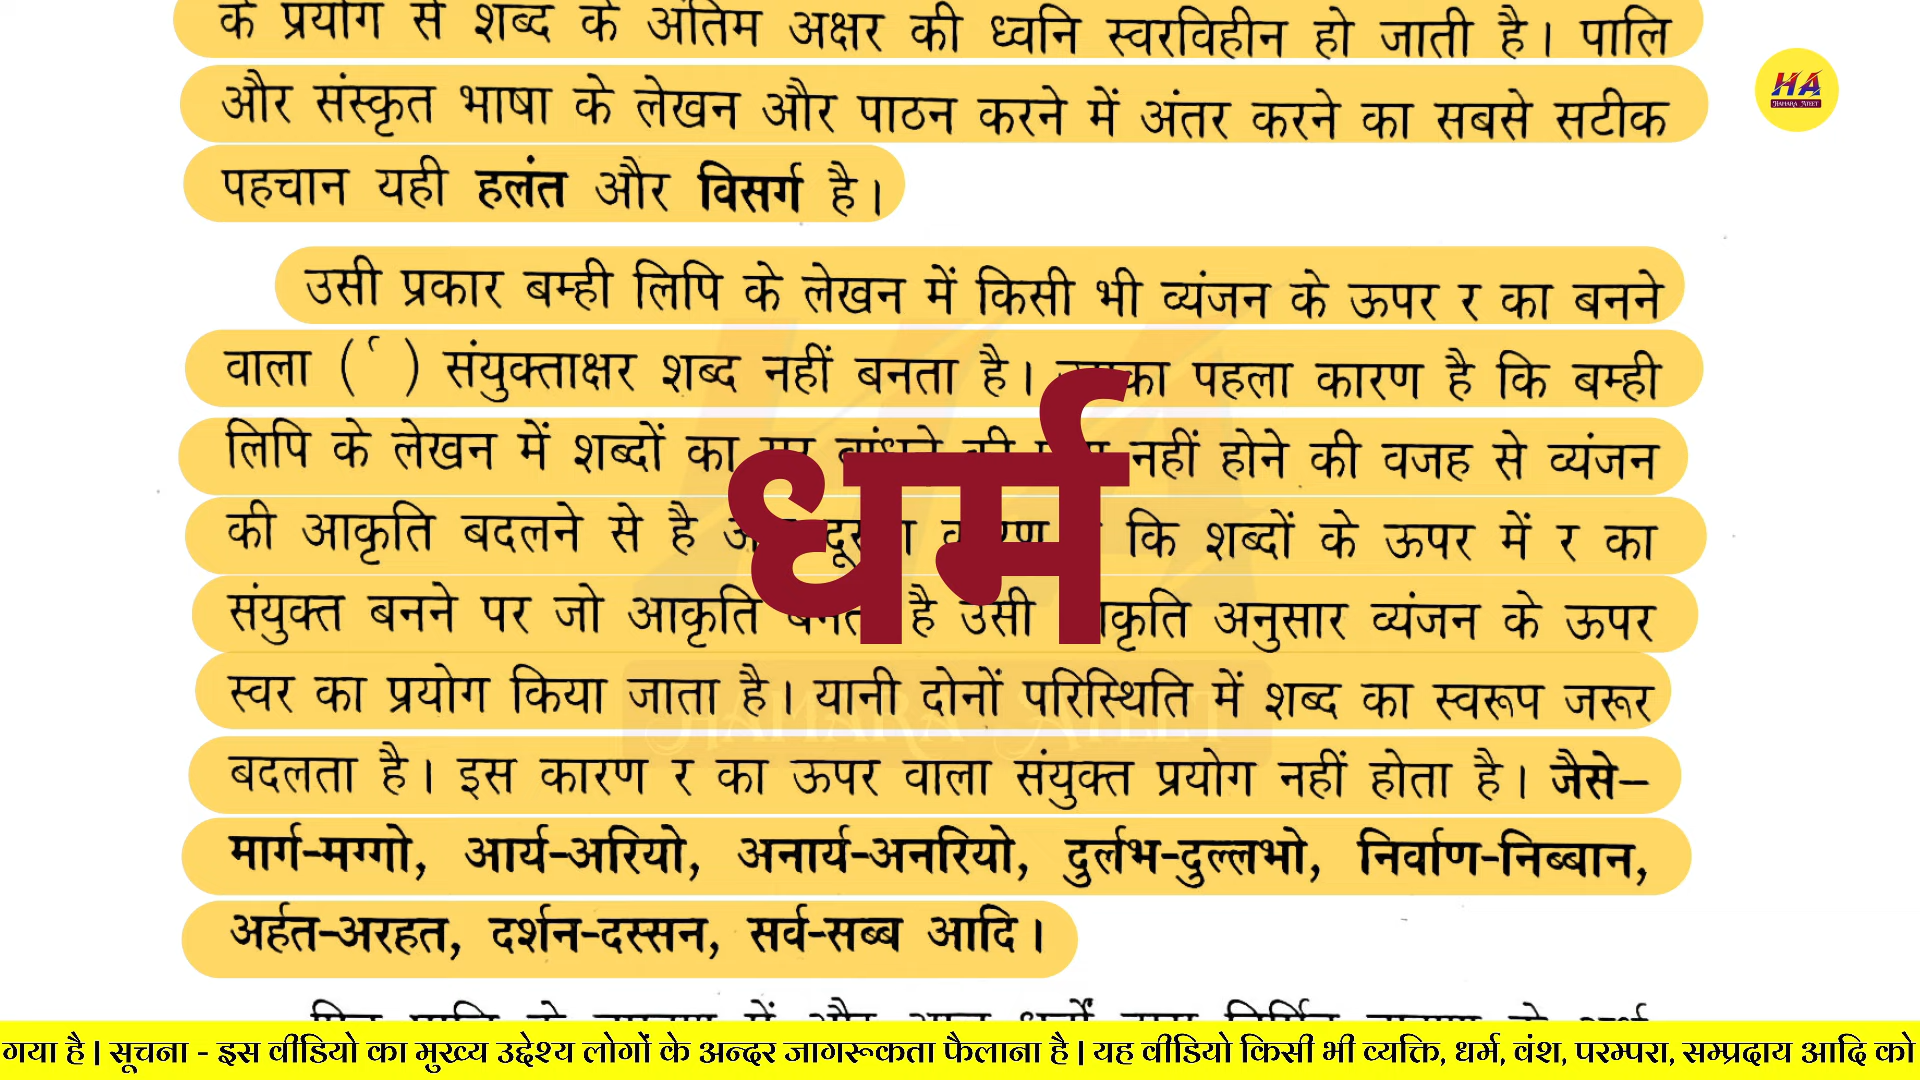 के प्रयोग से शब्द के अंतिम अक्षर की ध्वनि स्वरविहीन हो जाती है। पालि
और संस्कृत भाषा के लेखन और पाठन करने में अंतर करने का सबसे सटीक
पहचान यही हलंत और विसर्ग है।
HA
HAMARA ATEET
उसी प्रकार बम्ही लिपि के लेखन में किसी भी व्यंजन के ऊपर र का बनने
वाला ( र्‍ ) संयुक्ताक्षर शब्द नहीं बनता है। पहला कारण है कि बम्ही
लिपि के लेखन में शब्दों का नहीं होने की वजह से व्यंजन
की आकृति बदलने से है कि शब्दों के ऊपर में र का
संयुक्त बनने पर जो आकृति है उसी अनुसार व्यंजन के ऊपर
धर्म
स्वर का प्रयोग किया जाता है। यानी दोनों परिस्थिति में शब्द का स्वरूप जरूर
HAMARA ATEET
बदलता है। इस कारण र का ऊपर वाला संयुक्त प्रयोग नहीं होता है। जैसे–
मार्ग-मग्गो, आर्य-अरियो, अनार्य-अनरियो, दुर्लभ-दुल्लभो, निर्वाण-निब्बान,
अर्हत-अरहत, दर्शन-दस्सन, सर्व-सब्ब आदि।
गया है | सूचना - इस वीडियो का मुख्य उद्देश्य लोगों के अन्दर जागरूकता फैलाना है | यह वीडियो किसी भी व्यक्ति, धर्म, वंश, परम्परा, सम्प्रदाय आदि को